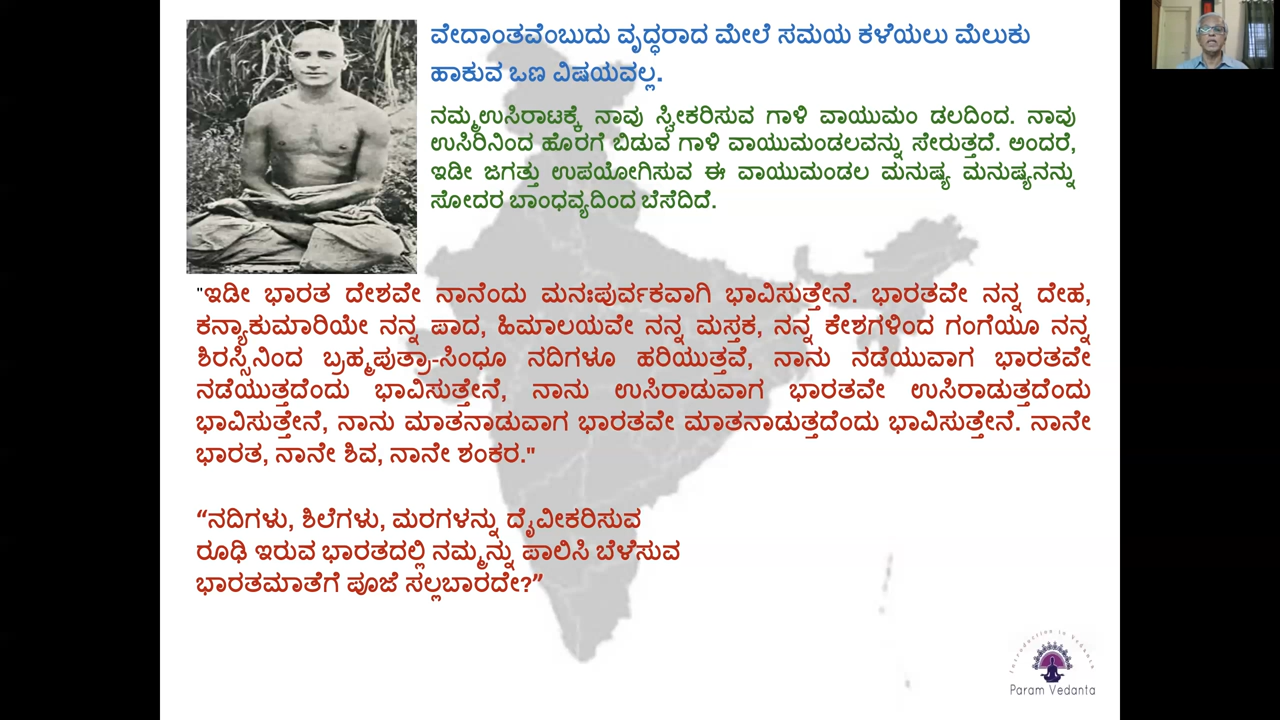 ವೇದಾಂತವೆಂಬುದು ವೃದ್ಧರಾದ ಮೇಲೆ ಸಮಯ ಕಳೆಯಲು ಮೆಲುಕು
ಹಾಕುವ ಒಣ ವಿಷಯವಲ್ಲ.
ನಮ್ಮಉಸಿರಾಟಕ್ಕೆ ನಾವು ಸ್ವೀಕರಿಸುವ ಗಾಳಿ ವಾಯುಮಂ ಡಲದಿಂದ. ನಾವು
ಉಸಿರಿನಿಂದ ಹೊರಗೆ ಬಿಡುವ ಗಾಳಿ ವಾಯುಮಂಡಲವನ್ನು ಸೇರುತ್ತದೆ. ಅಂದರೆ,
ಇಡೀ ಜಗತ್ತು ಉಪಯೋಗಿಸುವ ಈ ವಾಯುಮಂಡಲ ಮನುಷ್ಯ ಮನುಷ್ಯನನ್ನು
ಸೋದರ ಬಾಂಧವ್ಯದಿಂದ ಬೆಸೆದಿದೆ.
"ಇಡೀ ಭಾರತ ದೇಶವೇ ನಾನೆಂದು ಮನಃಪುರ್ವಕವಾಗಿ ಭಾವಿಸುತ್ತೇನೆ. ಭಾರತವೇ ನನ್ನ ದೇಹ,
ಕನ್ಯಾಕುಮಾರಿಯೇ ನನ್ನ ಪಾದ, ಹಿಮಾಲಯವೇ ನನ್ನ ಮಸ್ತಕ, ನನ್ನ ಕೇಶಗಳಿಂದ ಗಂಗೆಯೂ ನನ್ನ
ಶಿರಸ್ಸಿನಿಂದ ಬ್ರಹ್ಮಪುತ್ರಾ-ಸಿಂಧೂ ನದಿಗಳೂ ಹರಿಯುತ್ತವೆ, ನಾನು ನಡೆಯುವಾಗ ಭಾರತವೇ
ನಡೆಯುತ್ತದೆಂದು ಭಾವಿಸುತ್ತೇನೆ, ನಾನು ಉಸಿರಾಡುವಾಗ ಭಾರತವೇ ಉಸಿರಾಡುತ್ತದೆಂದು
ಭಾವಿಸುತ್ತೇನೆ, ನಾನು ಮಾತನಾಡುವಾಗ ಭಾರತವೇ ಮಾತನಾಡುತ್ತದೆಂದು ಭಾವಿಸುತ್ತೇನೆ. ನಾನೇ
ಭಾರತ, ನಾನೇ ಶಿವ, ನಾನೇ ಶಂಕರ."
“ನದಿಗಳು, ಶಿಲೆಗಳು, ಮರಗಳನ್ನು ದೈವೀಕರಿಸುವ
ರೂಢಿ ಇರುವ ಭಾರತದಲ್ಲಿ ನಮ್ಮನ್ನು ಪಾಲಿಸಿ ಬೆಳೆಸುವ
ಭಾರತಮಾತೆಗೆ ಪೂಜೆ ಸಲ್ಲಬಾರದೇ?”
Introduction to Vedanta
Param Vedanta